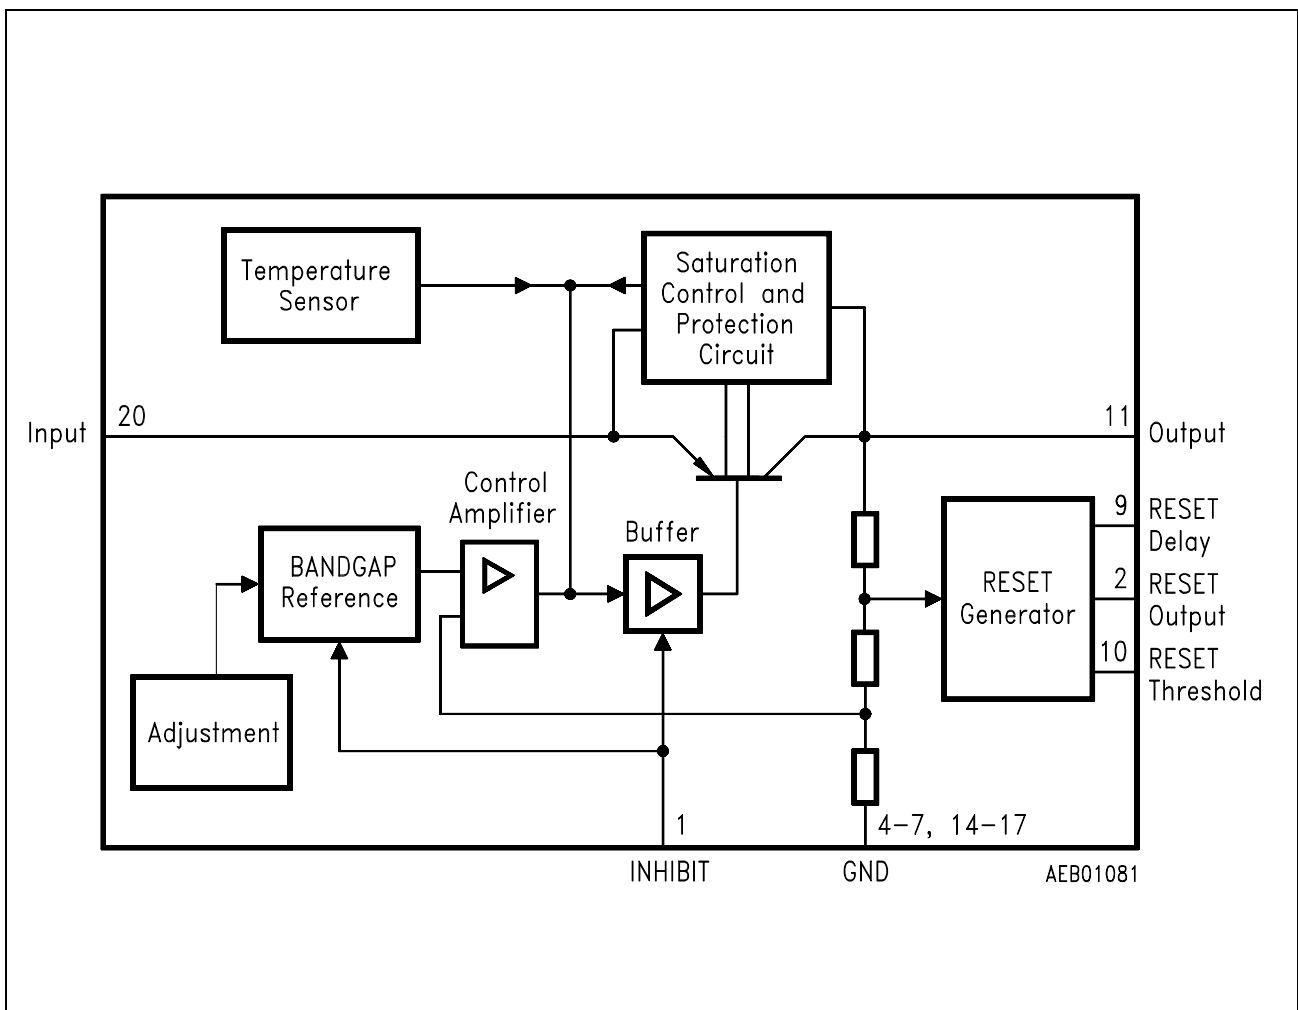 Temperature
Sensor
Saturation
Control and
Protection
Circuit
Input
20
11
Output
Control
Amplifier
Buffer
BANDGAP
Reference
RESET
Generator
9
RESET
Delay
2
RESET
Output
10
RESET
Threshold
Adjustment
1
4-7, 14-17
INHIBIT
GND
AEB01081